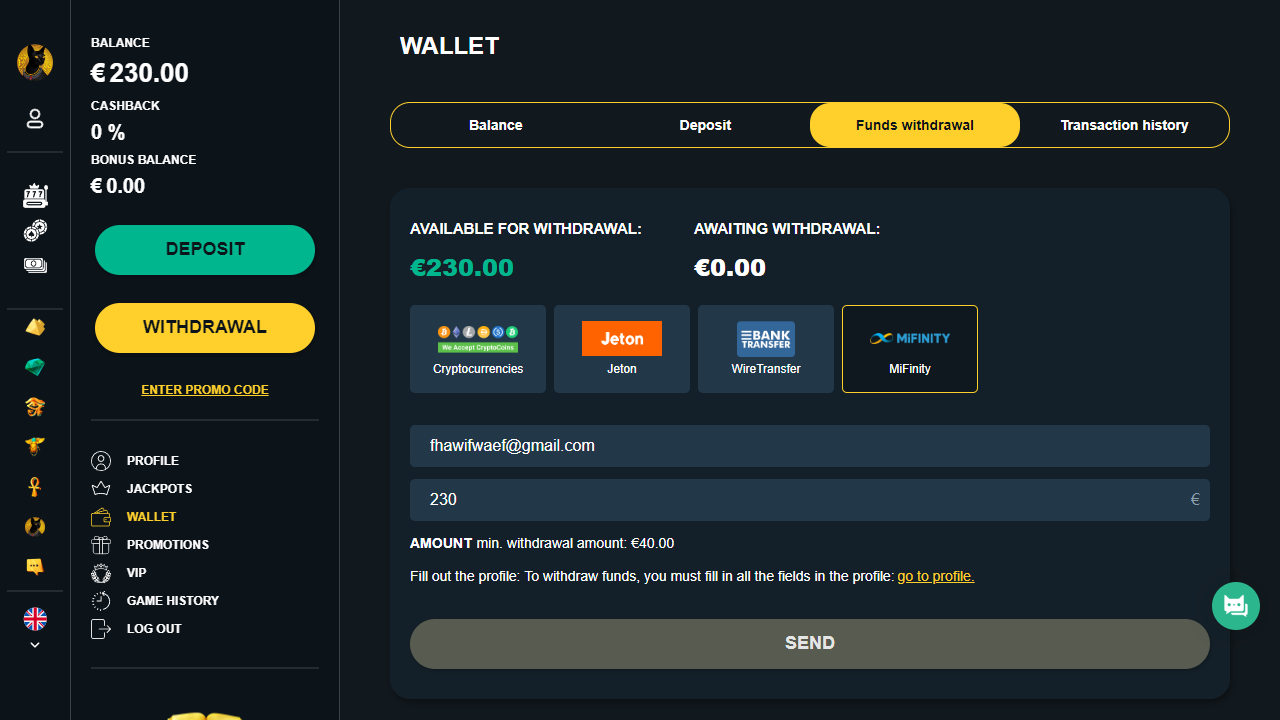 BALANCE
€ 230.00
CASHBACK
0 %
BONUS BALANCE
€ 0.00
DEPOSIT
WITHDRAWAL
ENTER PROMO CODE
PROFILE
JACKPOTS
WALLET
PROMOTIONS
VIP
GAME HISTORY
LOG OUT
WALLET
Balance Deposit Funds withdrawal Transaction history
AVAILABLE FOR WITHDRAWAL: AWAITING WITHDRAWAL:
€230.00 €0.00
We Accept CryptoCoins
Cryptocurrencies
Jeton
Jeton
BANK
TRANSFER
WireTransfer
MIFINITY
MiFinity
fhawifwaef@gmail.com
230 €
AMOUNT min. withdrawal amount: €40.00
Fill out the profile: To withdraw funds, you must fill in all the fields in the profile: go to profile.
SEND